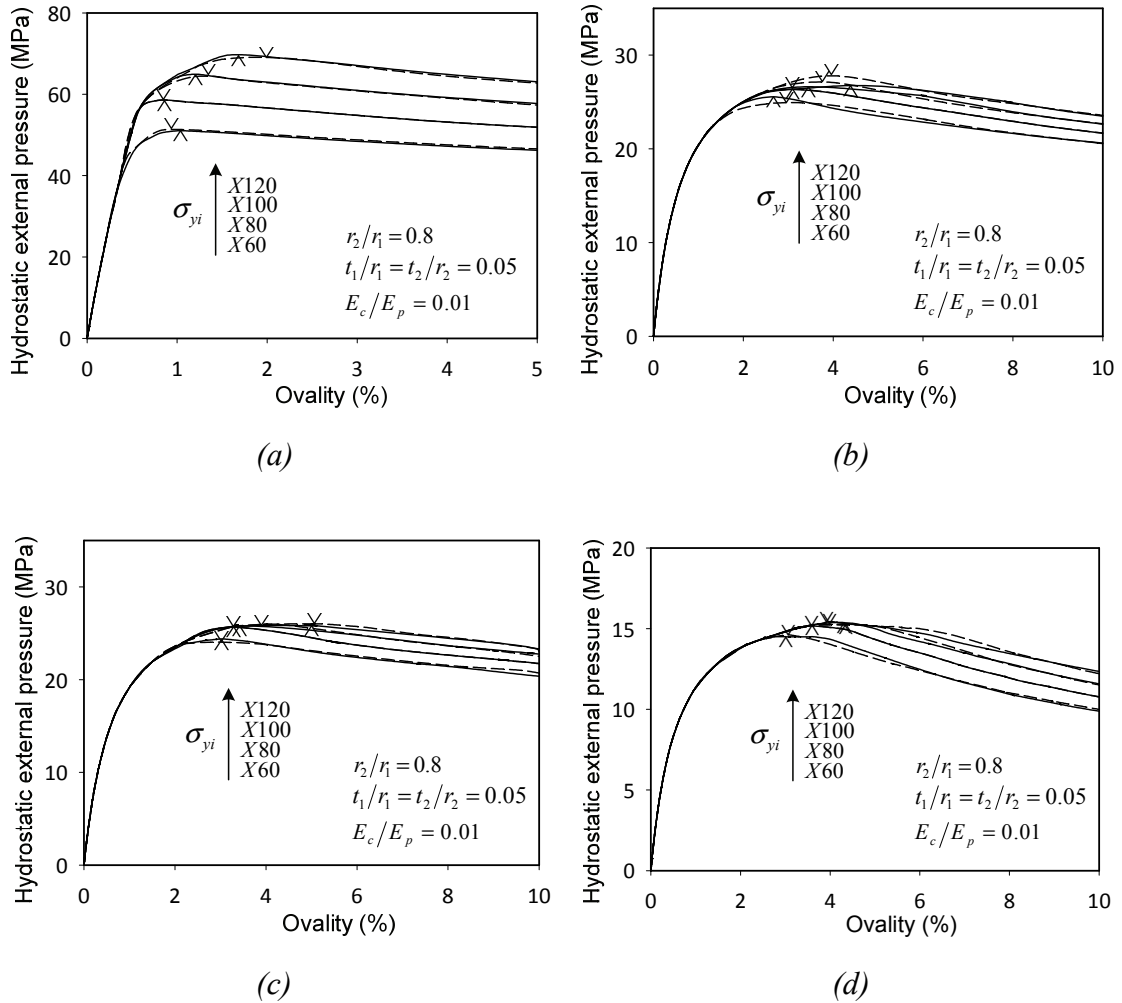 Hydrostatic external pressure (MPa)
80
60
40
20
0
σyi
X120
X100
X80
X60
r2/r1 = 0.8
t1/r1 = t2/r2 = 0.05
Ec/Ep = 0.01
0 1 2 3 4 5
Ovality (%)
(a)
Hydrostatic external pressure (MPa)
30
20
10
0
σyi
X120
X100
X80
X60
r2/r1 = 0.8
t1/r1 = t2/r2 = 0.05
Ec/Ep = 0.01
0 2 4 6 8 10
Ovality (%)
(b)
Hydrostatic external pressure (MPa)
30
20
10
0
σyi
X120
X100
X80
X60
r2/r1 = 0.8
t1/r1 = t2/r2 = 0.05
Ec/Ep = 0.01
0 2 4 6 8 10
Ovality (%)
(c)
Hydrostatic external pressure (MPa)
20
15
10
5
0
σyi
X120
X100
X80
X60
r2/r1 = 0.8
t1/r1 = t2/r2 = 0.05
Ec/Ep = 0.01
0 2 4 6 8 10
Ovality (%)
(d)